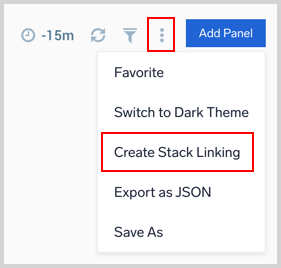 -15m
Add Panel
Favorite
Switch to Dark Theme
Create Stack Linking
Export as JSON
Save As